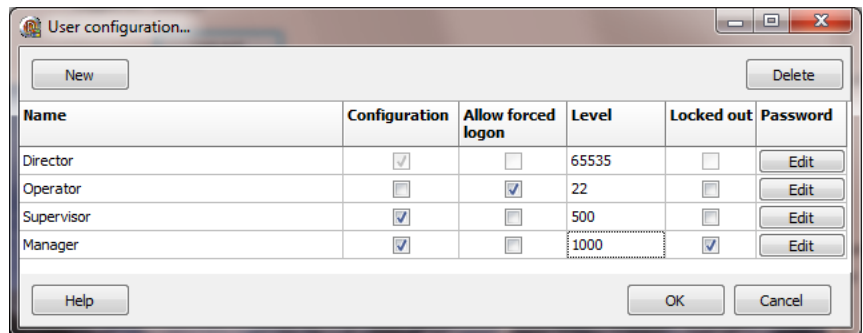 User configuration...
New Delete
Name Configuration Allow forced logon Level Locked out Password
Director 65535 Edit
Operator 22 Edit
Supervisor 500 Edit
Manager 1000 Edit
Help OK Cancel